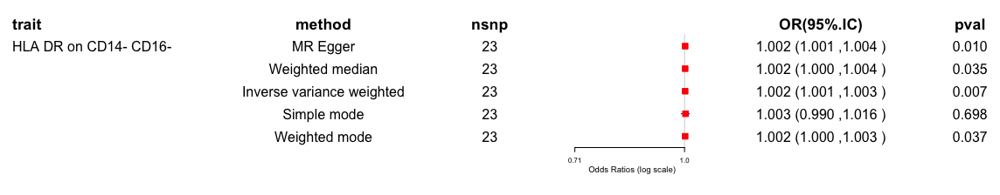 trait method nsnp OR(95%.IC) pval
HLA DR on CD14- CD16- MR Egger 23 1.002 (1.001 ,1.004 ) 0.010
Weighted median 23 1.002 (1.000 ,1.004 ) 0.035
Inverse variance weighted 23 1.002 (1.001 ,1.003 ) 0.007
Simple mode 23 1.003 (0.990 ,1.016 ) 0.698
Weighted mode 23 1.002 (1.000 ,1.003 ) 0.037
0.71 1.0
Odds Ratios (log scale)